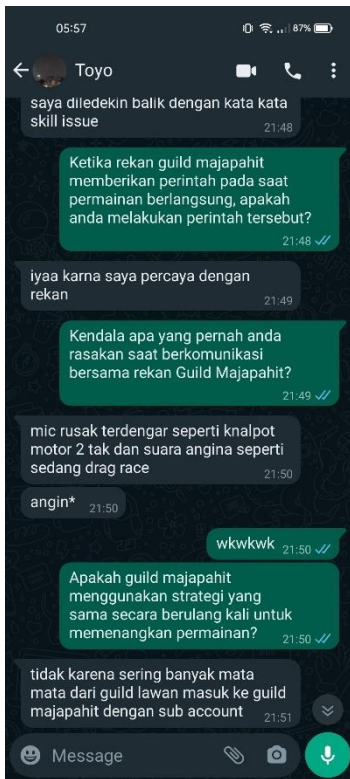 05:57
87%
Toyo
saya diledekin balik dengan kata kata
skill issue
21:48
Ketika rekan guild majapahit
memberikan perintah pada saat
permainan berlangsung, apakah
anda melakukan perintah tersebut?
21:48
iyaa karna saya percaya dengan
rekan
21:49
Kendala apa yang pernah anda
rasakan saat berkomunikasi
bersama rekan Guild Majapahit?
21:49
mic rusak terdengar seperti knalpot
motor 2 tak dan suara angina seperti
sedang drag race
21:50
angin* 21:50
wkwkwk 21:50
Apakah guild majapahit
menggunakan strategi yang
sama secara berulang kali untuk
memenangkan permainan?
21:50
tidak karena sering banyak mata
mata dari guild lawan masuk ke guild
majapahit dengan sub account
21:51
Message